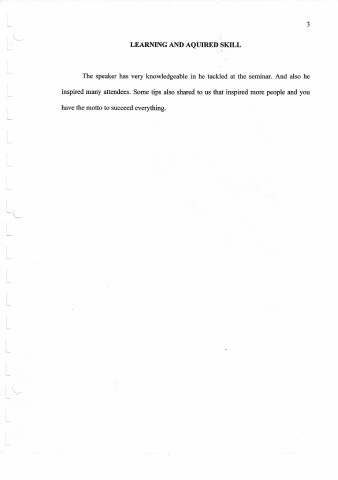 3
LEARNING AND AQUIRED SKILL
The speaker has very knowledgeable in he tackled at the seminar. And also he
inspired many attendees. Some tips also shared to us that inspired more people and you
have the motto to succeed everything.